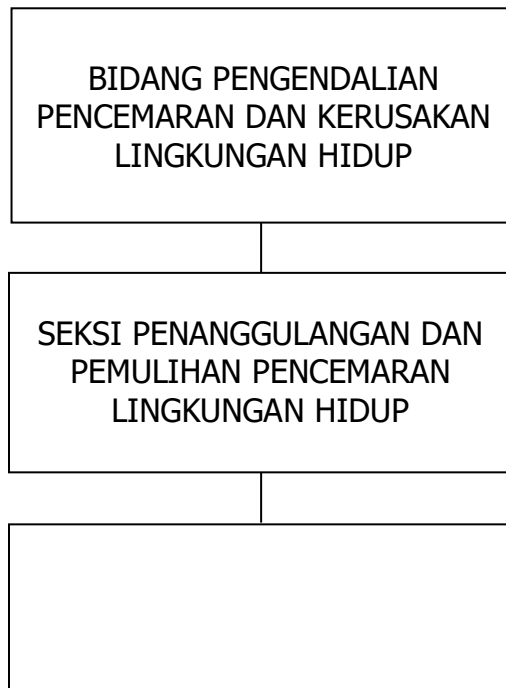 BIDANG PENGENDALIAN
PENCEMARAN DAN KERUSAKAN
LINGKUNGAN HIDUP
SEKSI PENANGGULANGAN DAN
PEMULIHAN PENCEMARAN
LINGKUNGAN HIDUP